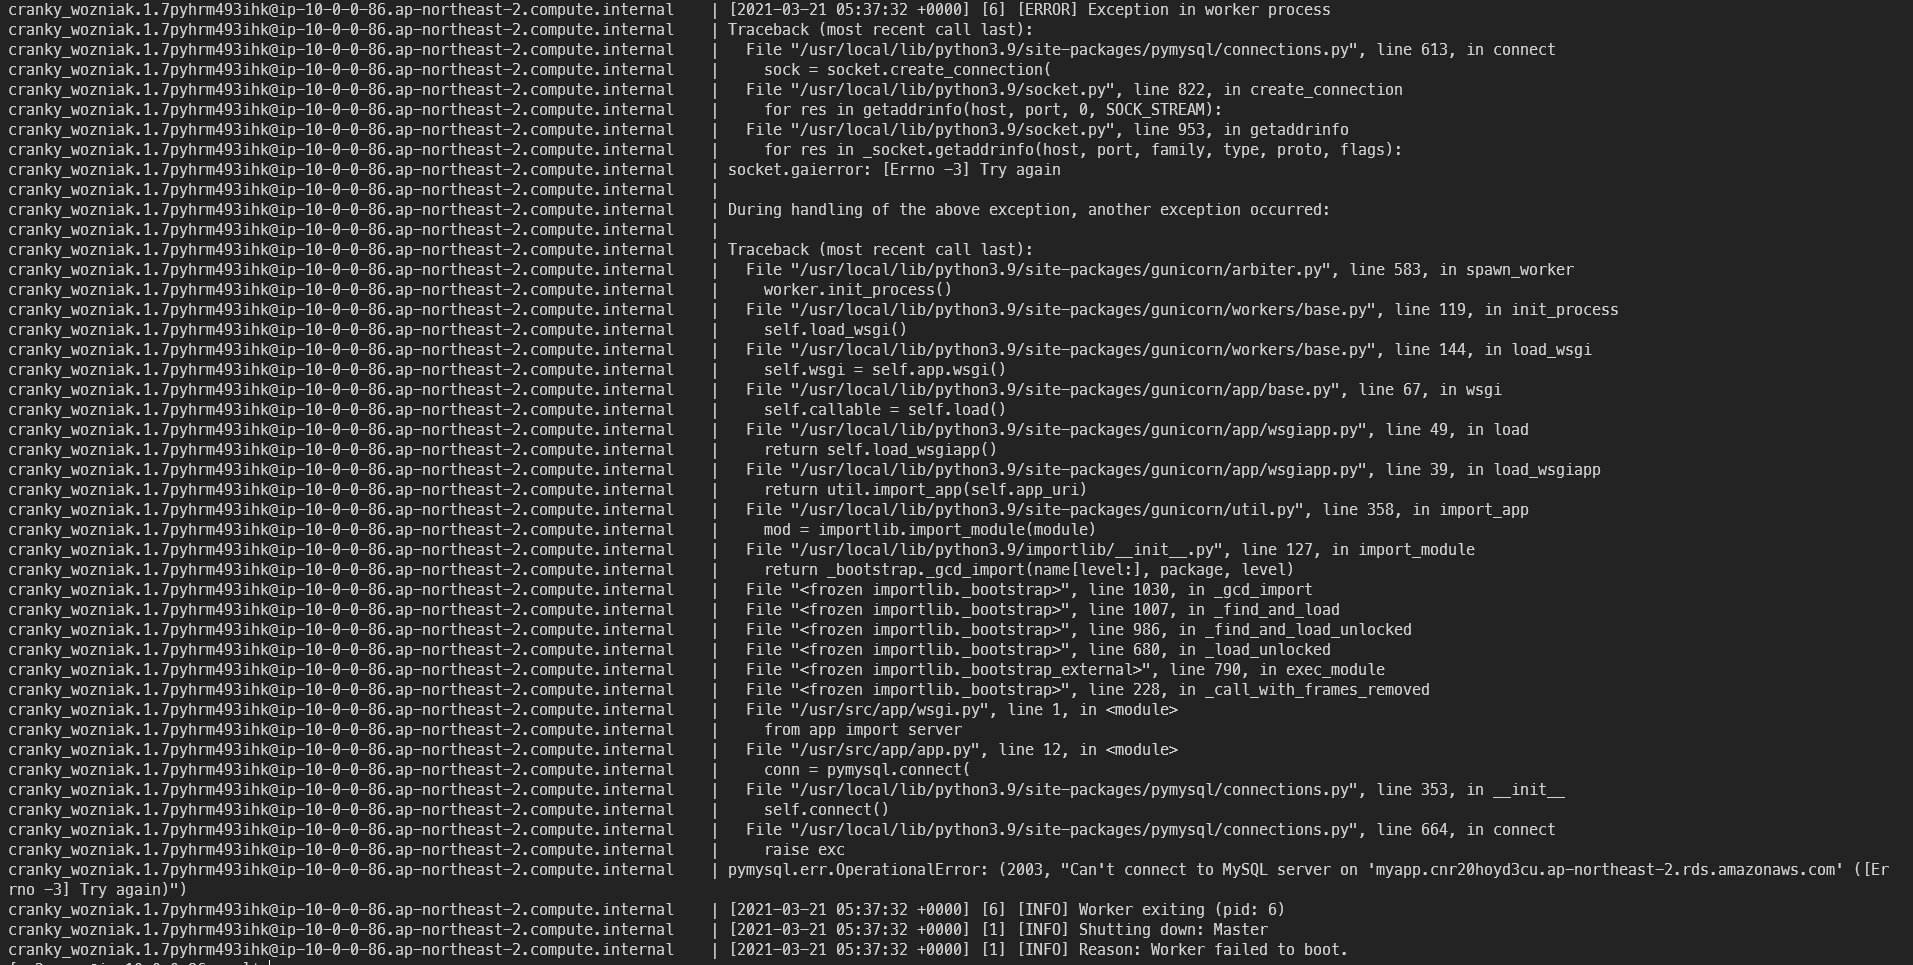 cranky_wozniak.1.7pyhrm493ihk@ip-10-0-0-86.ap-northeast-2.compute.internal    | [2021-03-21 05:37:32 +0000] [6] [ERROR] Exception in worker process
cranky_wozniak.1.7pyhrm493ihk@ip-10-0-0-86.ap-northeast-2.compute.internal    | Traceback (most recent call last):
cranky_wozniak.1.7pyhrm493ihk@ip-10-0-0-86.ap-northeast-2.compute.internal    |   File "/usr/local/lib/python3.9/site-packages/pymysql/connections.py", line 613, in connect
cranky_wozniak.1.7pyhrm493ihk@ip-10-0-0-86.ap-northeast-2.compute.internal    |     sock = socket.create_connection(
cranky_wozniak.1.7pyhrm493ihk@ip-10-0-0-86.ap-northeast-2.compute.internal    |   File "/usr/local/lib/python3.9/socket.py", line 822, in create_connection
cranky_wozniak.1.7pyhrm493ihk@ip-10-0-0-86.ap-northeast-2.compute.internal    |     for res in getaddrinfo(host, port, 0, SOCK_STREAM):
cranky_wozniak.1.7pyhrm493ihk@ip-10-0-0-86.ap-northeast-2.compute.internal    |   File "/usr/local/lib/python3.9/socket.py", line 953, in getaddrinfo
cranky_wozniak.1.7pyhrm493ihk@ip-10-0-0-86.ap-northeast-2.compute.internal    |     for res in _socket.getaddrinfo(host, port, family, type, proto, flags):
cranky_wozniak.1.7pyhrm493ihk@ip-10-0-0-86.ap-northeast-2.compute.internal    | socket.gaierror: [Errno -3] Try again
cranky_wozniak.1.7pyhrm493ihk@ip-10-0-0-86.ap-northeast-2.compute.internal    |
cranky_wozniak.1.7pyhrm493ihk@ip-10-0-0-86.ap-northeast-2.compute.internal    | During handling of the above exception, another exception occurred:
cranky_wozniak.1.7pyhrm493ihk@ip-10-0-0-86.ap-northeast-2.compute.internal    |
cranky_wozniak.1.7pyhrm493ihk@ip-10-0-0-86.ap-northeast-2.compute.internal    | Traceback (most recent call last):
cranky_wozniak.1.7pyhrm493ihk@ip-10-0-0-86.ap-northeast-2.compute.internal    |   File "/usr/local/lib/python3.9/site-packages/gunicorn/arbiter.py", line 583, in spawn_worker
cranky_wozniak.1.7pyhrm493ihk@ip-10-0-0-86.ap-northeast-2.compute.internal    |     worker.init_process()
cranky_wozniak.1.7pyhrm493ihk@ip-10-0-0-86.ap-northeast-2.compute.internal    |   File "/usr/local/lib/python3.9/site-packages/gunicorn/workers/base.py", line 119, in init_process
cranky_wozniak.1.7pyhrm493ihk@ip-10-0-0-86.ap-northeast-2.compute.internal    |     self.load_wsgi()
cranky_wozniak.1.7pyhrm493ihk@ip-10-0-0-86.ap-northeast-2.compute.internal    |   File "/usr/local/lib/python3.9/site-packages/gunicorn/workers/base.py", line 144, in load_wsgi
cranky_wozniak.1.7pyhrm493ihk@ip-10-0-0-86.ap-northeast-2.compute.internal    |     self.wsgi = self.app.wsgi()
cranky_wozniak.1.7pyhrm493ihk@ip-10-0-0-86.ap-northeast-2.compute.internal    |   File "/usr/local/lib/python3.9/site-packages/gunicorn/app/base.py", line 67, in wsgi
cranky_wozniak.1.7pyhrm493ihk@ip-10-0-0-86.ap-northeast-2.compute.internal    |     self.callable = self.load()
cranky_wozniak.1.7pyhrm493ihk@ip-10-0-0-86.ap-northeast-2.compute.internal    |   File "/usr/local/lib/python3.9/site-packages/gunicorn/app/wsgiapp.py", line 49, in load
cranky_wozniak.1.7pyhrm493ihk@ip-10-0-0-86.ap-northeast-2.compute.internal    |     return self.load_wsgiapp()
cranky_wozniak.1.7pyhrm493ihk@ip-10-0-0-86.ap-northeast-2.compute.internal    |   File "/usr/local/lib/python3.9/site-packages/gunicorn/app/wsgiapp.py", line 39, in load_wsgiapp
cranky_wozniak.1.7pyhrm493ihk@ip-10-0-0-86.ap-northeast-2.compute.internal    |     return util.import_app(self.app_uri)
cranky_wozniak.1.7pyhrm493ihk@ip-10-0-0-86.ap-northeast-2.compute.internal    |   File "/usr/local/lib/python3.9/site-packages/gunicorn/util.py", line 358, in import_app
cranky_wozniak.1.7pyhrm493ihk@ip-10-0-0-86.ap-northeast-2.compute.internal    |     mod = importlib.import_module(module)
cranky_wozniak.1.7pyhrm493ihk@ip-10-0-0-86.ap-northeast-2.compute.internal    |   File "/usr/local/lib/python3.9/importlib/__init__.py", line 127, in import_module
cranky_wozniak.1.7pyhrm493ihk@ip-10-0-0-86.ap-northeast-2.compute.internal    |     return _bootstrap._gcd_import(name[level:], package, level)
cranky_wozniak.1.7pyhrm493ihk@ip-10-0-0-86.ap-northeast-2.compute.internal    |   File "<frozen importlib._bootstrap>", line 1030, in _gcd_import
cranky_wozniak.1.7pyhrm493ihk@ip-10-0-0-86.ap-northeast-2.compute.internal    |   File "<frozen importlib._bootstrap>", line 1007, in _find_and_load
cranky_wozniak.1.7pyhrm493ihk@ip-10-0-0-86.ap-northeast-2.compute.internal    |   File "<frozen importlib._bootstrap>", line 986, in _find_and_load_unlocked
cranky_wozniak.1.7pyhrm493ihk@ip-10-0-0-86.ap-northeast-2.compute.internal    |   File "<frozen importlib._bootstrap>", line 680, in _load_unlocked
cranky_wozniak.1.7pyhrm493ihk@ip-10-0-0-86.ap-northeast-2.compute.internal    |   File "<frozen importlib._bootstrap_external>", line 790, in exec_module
cranky_wozniak.1.7pyhrm493ihk@ip-10-0-0-86.ap-northeast-2.compute.internal    |   File "<frozen importlib._bootstrap>", line 228, in _call_with_frames_removed
cranky_wozniak.1.7pyhrm493ihk@ip-10-0-0-86.ap-northeast-2.compute.internal    |   File "/usr/src/app/wsgi.py", line 1, in <module>
cranky_wozniak.1.7pyhrm493ihk@ip-10-0-0-86.ap-northeast-2.compute.internal    |     from app import server
cranky_wozniak.1.7pyhrm493ihk@ip-10-0-0-86.ap-northeast-2.compute.internal    |   File "/usr/src/app/app.py", line 12, in <module>
cranky_wozniak.1.7pyhrm493ihk@ip-10-0-0-86.ap-northeast-2.compute.internal    |     conn = pymysql.connect(
cranky_wozniak.1.7pyhrm493ihk@ip-10-0-0-86.ap-northeast-2.compute.internal    |   File "/usr/local/lib/python3.9/site-packages/pymysql/connections.py", line 353, in __init__
cranky_wozniak.1.7pyhrm493ihk@ip-10-0-0-86.ap-northeast-2.compute.internal    |     self.connect()
cranky_wozniak.1.7pyhrm493ihk@ip-10-0-0-86.ap-northeast-2.compute.internal    |   File "/usr/local/lib/python3.9/site-packages/pymysql/connections.py", line 664, in connect
cranky_wozniak.1.7pyhrm493ihk@ip-10-0-0-86.ap-northeast-2.compute.internal    |     raise exc
cranky_wozniak.1.7pyhrm493ihk@ip-10-0-0-86.ap-northeast-2.compute.internal    | pymysql.err.OperationalError: (2003, "Can't connect to MySQL server on 'myapp.cnr20hoyd3cu.ap-northeast-2.rds.amazonaws.com' ([Er
rno -3] Try again)")
cranky_wozniak.1.7pyhrm493ihk@ip-10-0-0-86.ap-northeast-2.compute.internal    | [2021-03-21 05:37:32 +0000] [6] [INFO] Worker exiting (pid: 6)
cranky_wozniak.1.7pyhrm493ihk@ip-10-0-0-86.ap-northeast-2.compute.internal    | [2021-03-21 05:37:32 +0000] [1] [INFO] Shutting down: Master
cranky_wozniak.1.7pyhrm493ihk@ip-10-0-0-86.ap-northeast-2.compute.internal    | [2021-03-21 05:37:32 +0000] [1] [INFO] Reason: Worker failed to boot.